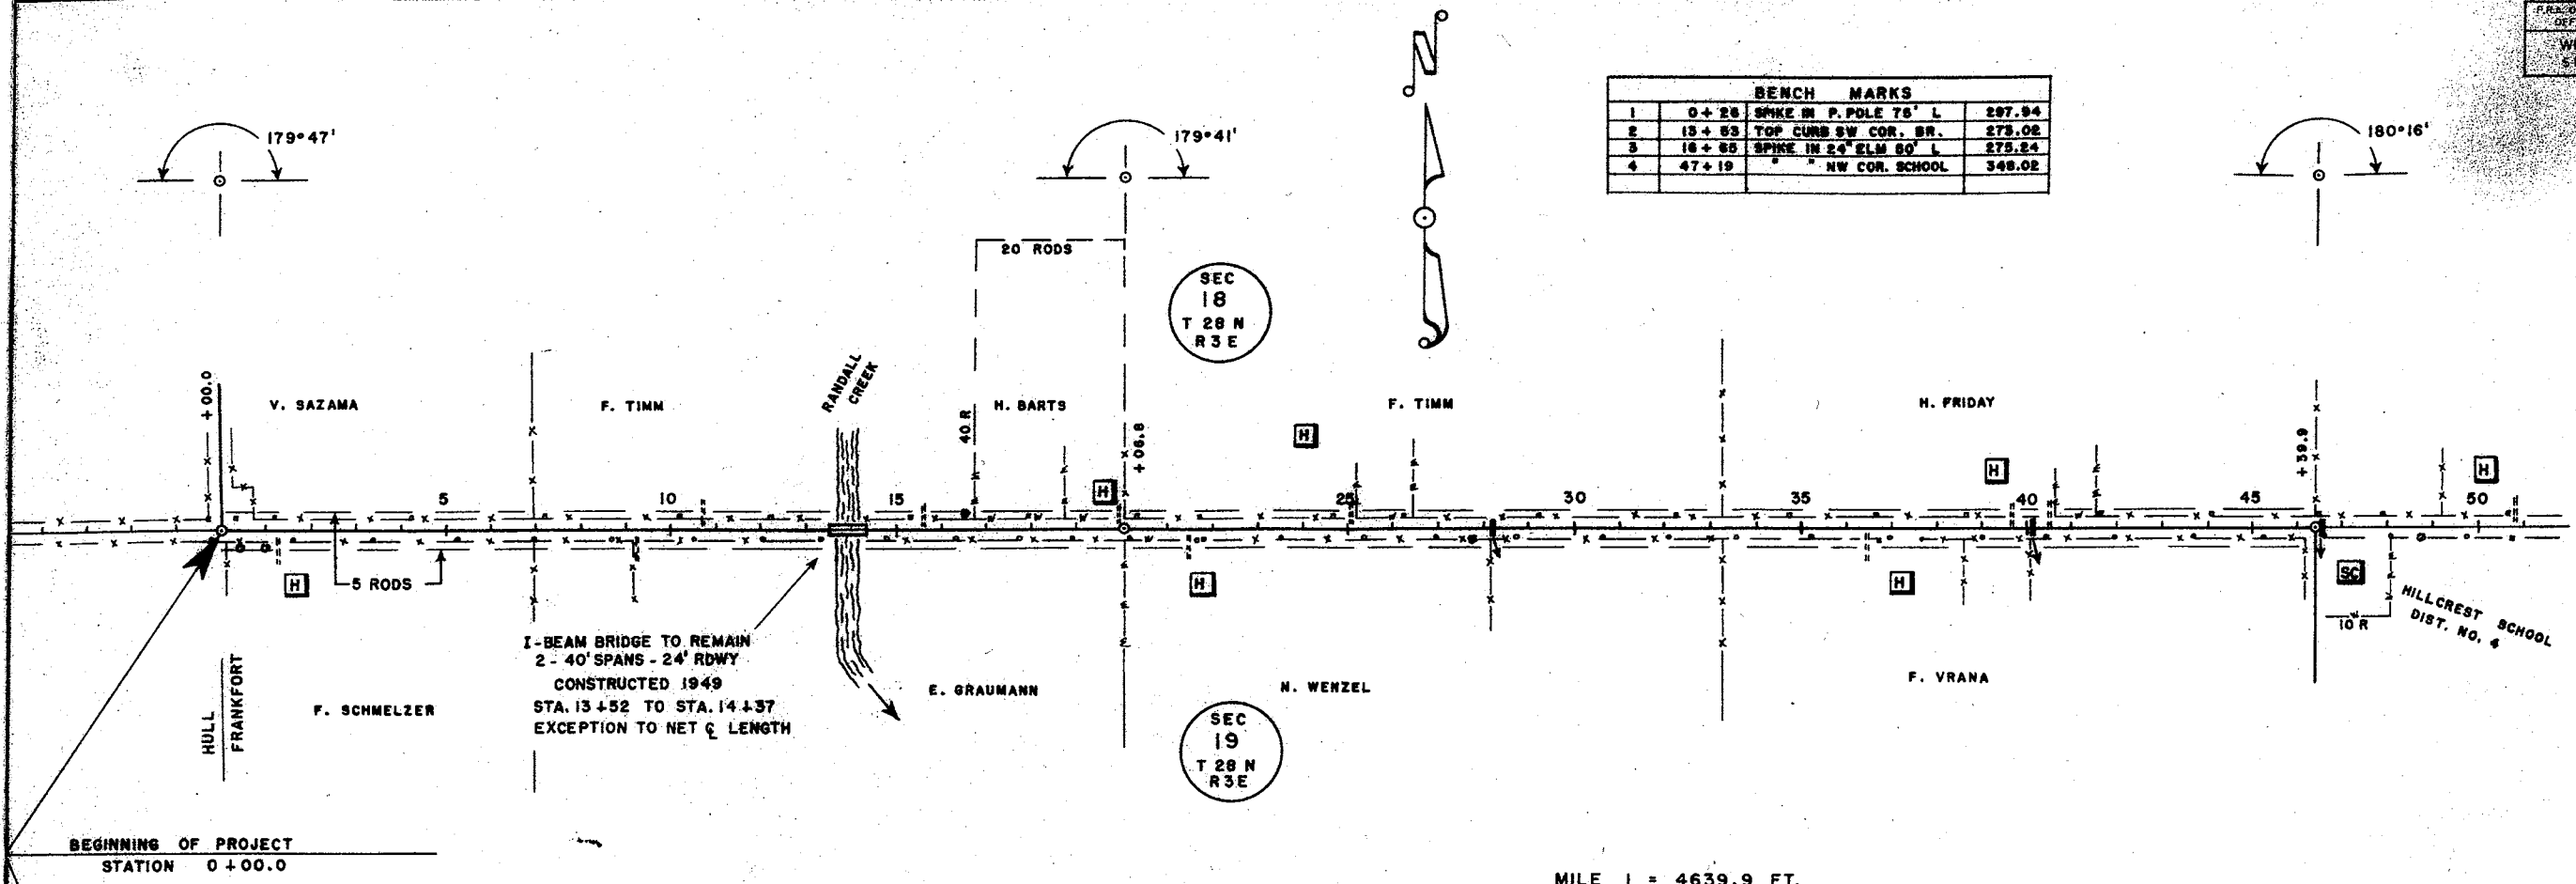 N
BENCH MARKS
1 0+26 SPIKE IN P. POLE 75' L 297.94
2 13+53 TOP CURB SW COR. BR. 273.02
3 16+65 SPIKE IN 24" ELM 50' L 275.24
4 47+19 " " NW COR. SCHOOL 348.02
179°47'
179°41'
180°16'
20 RODS
SEC
18
T 28 N
R 3 E
RANDALL
CREEK
+00.0
V. SAZAMA
F. TIMM
40 R
H. BARTS
+06.8
F. TIMM
H. FRIDAY
+39.9
H
H
H
H
5
10
15
25
30
35
40
45
50
H
5 RODS
H
H
SC
10 R
HILLCREST SCHOOL
DIST. NO. 4
I-BEAM BRIDGE TO REMAIN
2 - 40' SPANS - 24' RDWY
CONSTRUCTED 1949
STA. 13+52 TO STA. 14+37
EXCEPTION TO NET ℄ LENGTH
HULL
FRANKFORT
F. SCHMELZER
E. GRAUMANN
N. WENZEL
F. VRANA
SEC
19
T 28 N
R 3 E
BEGINNING OF PROJECT
STATION 0+00.0
MILE 1 = 4639.9 FT.